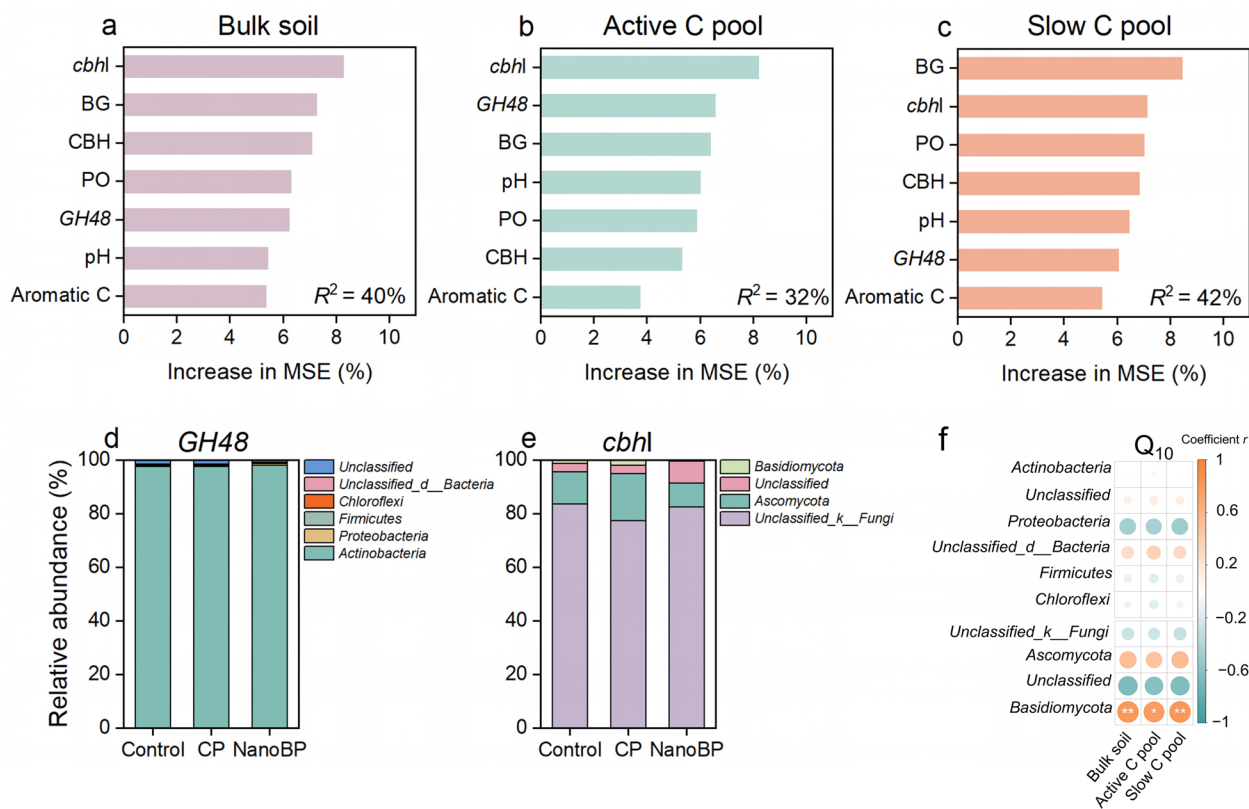 a Bulk soil
cbhI
BG
CBH
PO
GH48
pH
Aromatic C
R² = 40%
0 2 4 6 8 10
Increase in MSE (%)
b Active C pool
cbhI
GH48
BG
pH
PO
CBH
Aromatic C
R² = 32%
0 2 4 6 8 10
Increase in MSE (%)
c Slow C pool
BG
cbhI
PO
CBH
pH
GH48
Aromatic C
R² = 42%
0 2 4 6 8 10
Increase in MSE (%)
d GH48
Relative abundance (%)
100
80
60
40
20
0
Control CP NanoBP
Unclassified
Unclassified_d__Bacteria
Chloroflexi
Firmicutes
Proteobacteria
Actinobacteria
e cbhI
100
80
60
40
20
0
Control CP NanoBP
Basidiomycota
Unclassified
Ascomycota
Unclassified_k__Fungi
f Q10
Coefficient r
Actinobacteria
Unclassified
Proteobacteria
Unclassified_d__Bacteria
Firmicutes
Chloroflexi
Unclassified_k__Fungi
Ascomycota
Unclassified
Basidiomycota
** * **
Bulk soil
Active C pool
Slow C pool
1
0.6
0.2
−0.2
−0.6
−1